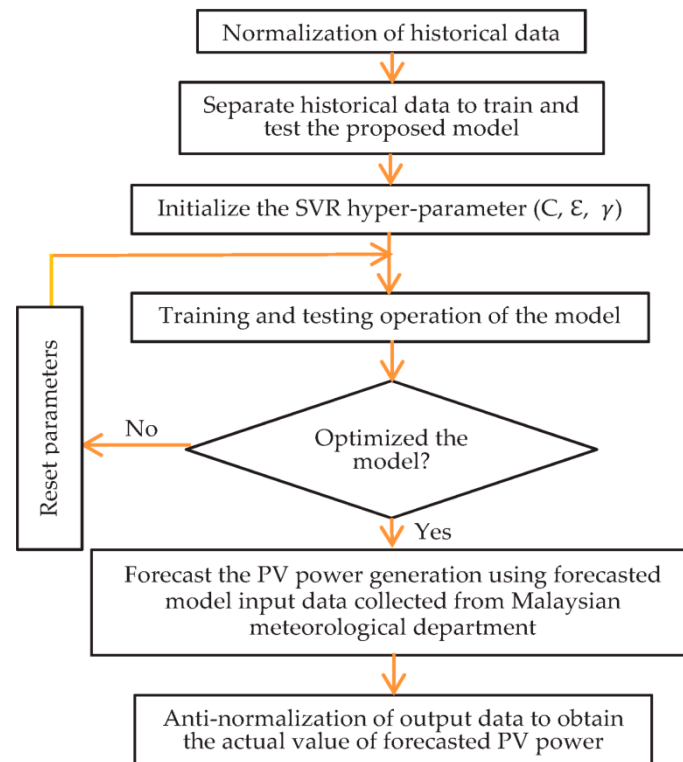 Normalization of historical data
Separate historical data to train and
test the proposed model
Initialize the SVR hyper-parameter (C, Ɛ, γ)
Training and testing operation of the model
Reset parameters
No
Optimized the
model?
Yes
Forecast the PV power generation using forecasted
model input data collected from Malaysian
meteorological department
Anti-normalization of output data to obtain
the actual value of forecasted PV power